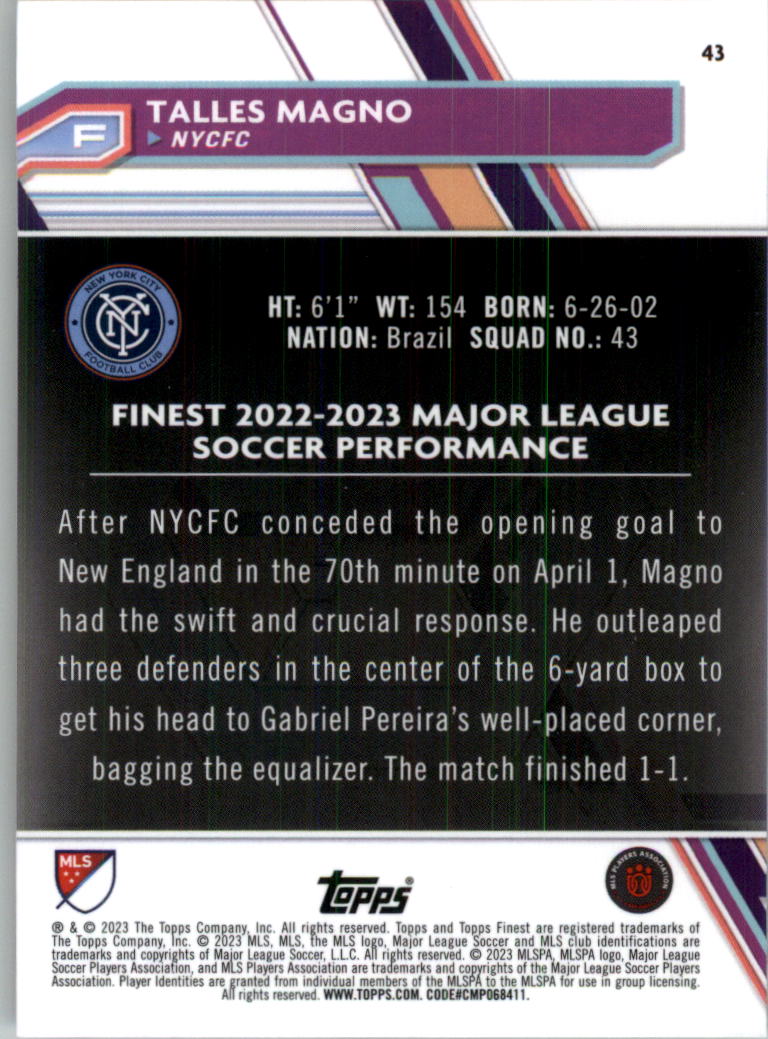 43
TALLES MAGNO
F
NYCFC
NEW YORK CITY
NYC
FOOTBALL CLUB
HT: 6'1” WT: 154 BORN: 6-26-02
NATION: Brazil SQUAD NO.: 43
FINEST 2022-2023 MAJOR LEAGUE
SOCCER PERFORMANCE
After NYCFC conceded the opening goal to
New England in the 70th minute on April 1, Magno
had the swift and crucial response. He outleaped
three defenders in the center of the 6-yard box to
get his head to Gabriel Pereira's well-placed corner,
bagging the equalizer. The match finished 1-1.
MLS
topps®
MLS PLAYERS ASSOCIATION
® & © 2023 The Topps Company, Inc. All rights reserved. Topps and Topps Finest are registered trademarks of
The Topps Company, Inc. © 2023 MLS, MLS, the MLS logo, Major League Soccer and MLS club identifications are
trademarks and copyrights of Major League Soccer, L.L.C. All rights reserved. © 2023 MLSPA, MLSPA logo, Major League
Soccer Players Association, and MLS Players Association are trademarks and copyrights of the Major League Soccer Players
Association. Player Identities are granted from individual members of the MLSPA to the MLSPA for use in group licensing.
All rights reserved. WWW.TOPPS.COM. CODE#CMP068411.